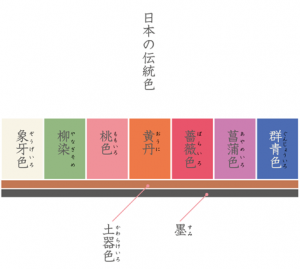 日本の伝統色
群青色
ぐんじょういろ
菖蒲色
あやめいろ
薔薇色
ばらいろ
黄丹
おうに
桃色
ももいろ
柳染
やなぎそめ
象牙色
ぞうげいろ
墨
すみ
土器色
かわらけいろ